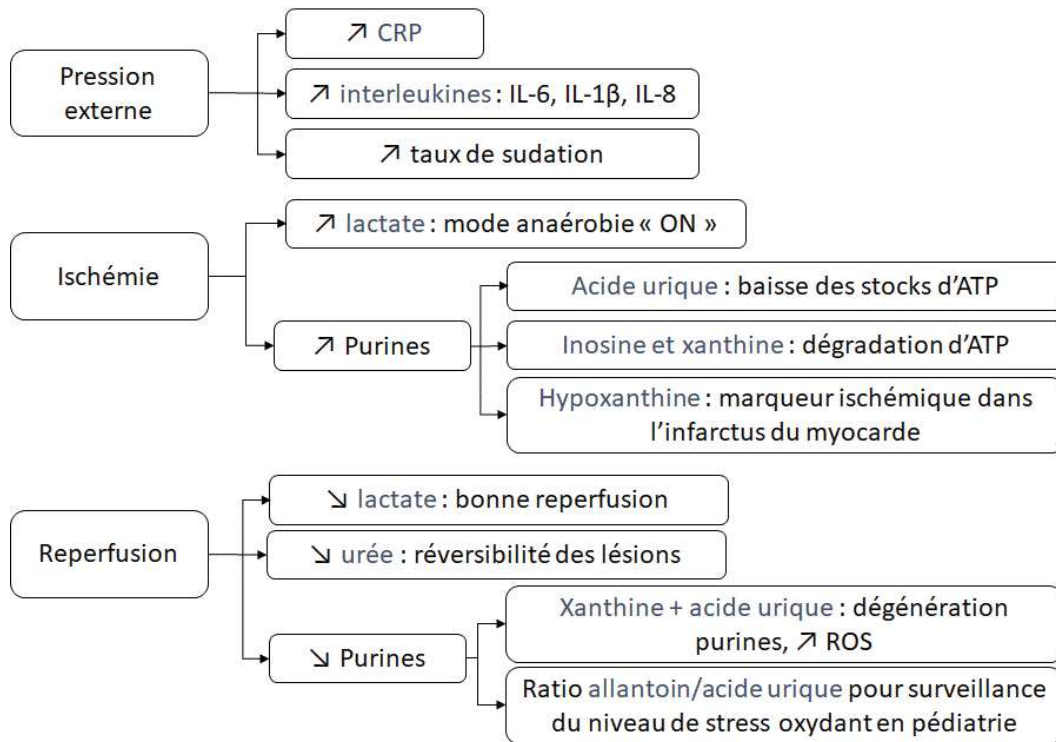 Pression
externe
↗ CRP
↗ interleukines : IL-6, IL-1β, IL-8
↗ taux de sudation
Ischémie
↗ lactate : mode anaérobie « ON »
↗ Purines
Acide urique : baisse des stocks d’ATP
Inosine et xanthine : dégradation d’ATP
Hypoxanthine : marqueur ischémique dans
l’infarctus du myocarde
Reperfusion
↘ lactate : bonne reperfusion
↘ urée : réversibilité des lésions
↘ Purines
Xanthine + acide urique : dégénération
purines, ↗ ROS
Ratio allantoin/acide urique pour surveillance
du niveau de stress oxydant en pédiatrie